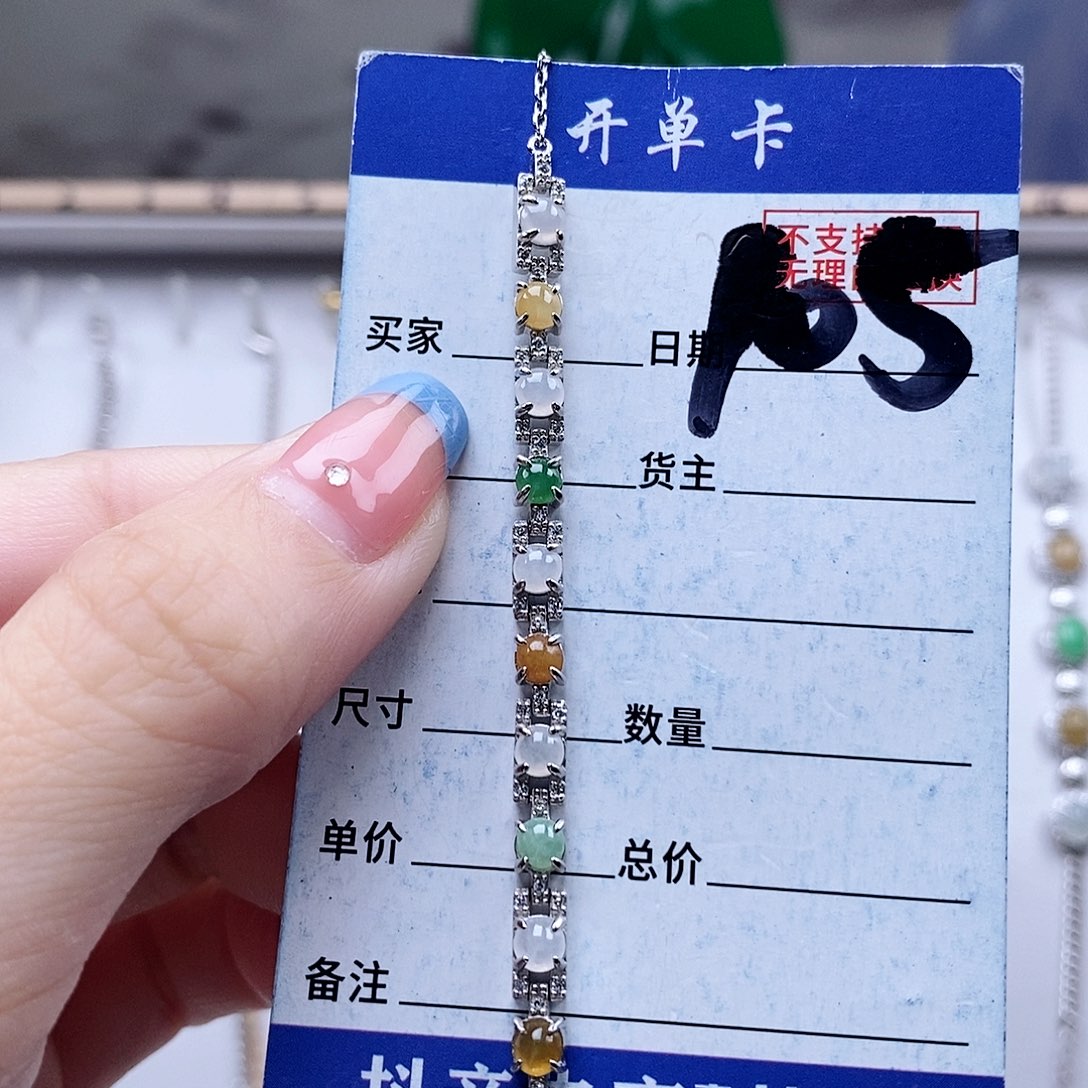 开单卡
不支持
无理
买家 日期
货主
尺寸 数量
单价 总价
备注